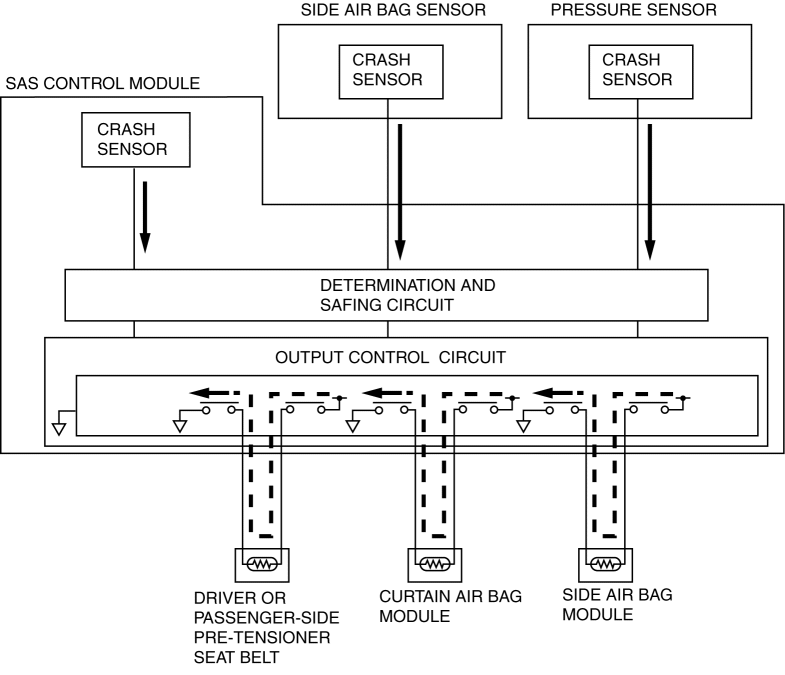 SIDE AIR BAG SENSOR
PRESSURE SENSOR
CRASH
SENSOR
CRASH
SENSOR
SAS CONTROL MODULE
CRASH
SENSOR
DETERMINATION AND
SAFING CIRCUIT
OUTPUT CONTROL CIRCUIT
DRIVER OR
PASSENGER-SIDE
PRE-TENSIONER
SEAT BELT
CURTAIN AIR BAG
MODULE
SIDE AIR BAG
MODULE